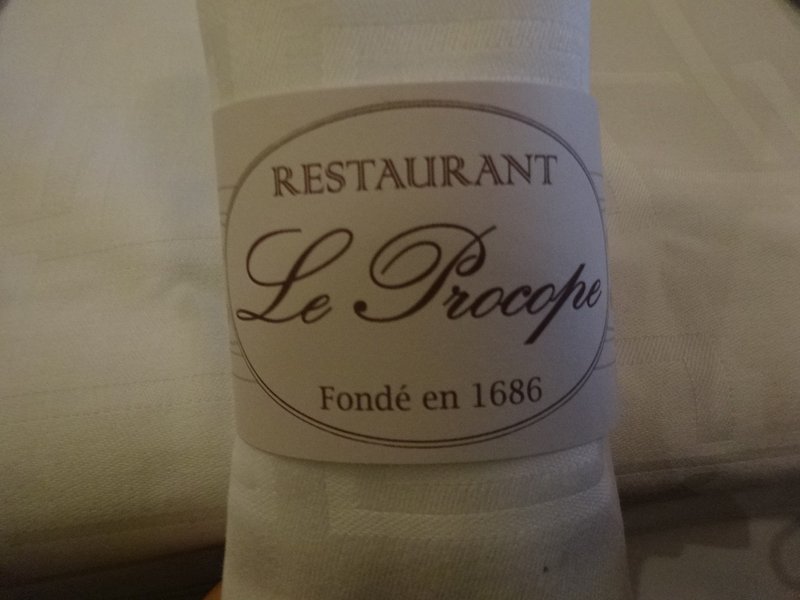 RESTAURANT
Le Procope
Fondé en 1686